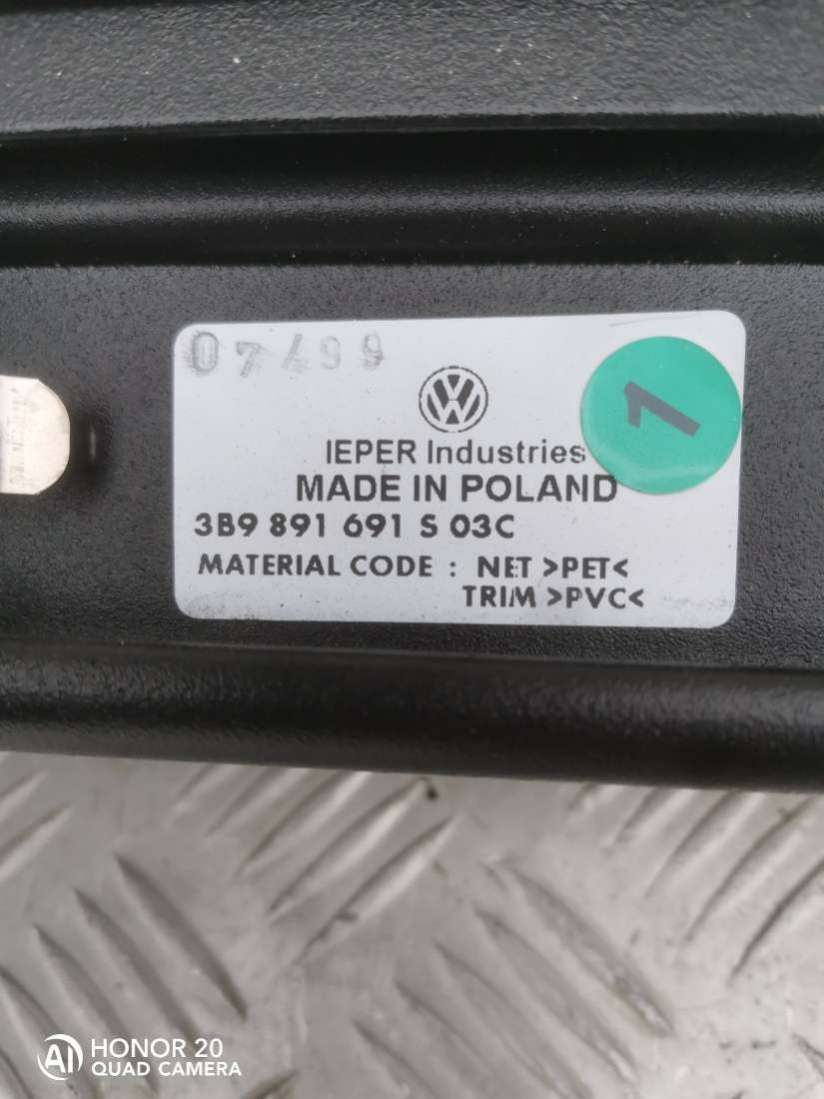 07499
IEPER Industries
MADE IN POLAND
3B9 891 691 S 03C
MATERIAL CODE : NET >PET<
TRIM >PVC<
1
AI HONOR 20
QUAD CAMERA